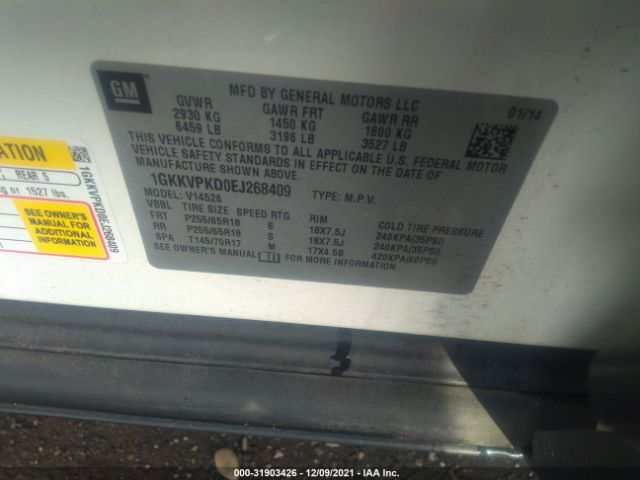 GM
MFD BY GENERAL MOTORS LLC
01/14
GVWR GAWR FRT GAWR RR
2930 KG 1450 KG 1600 KG
6459 LB 3196 LB 3527 LB
THIS VEHICLE CONFORMS TO ALL APPLICABLE U.S. FEDERAL MOTOR
VEHICLE SAFETY STANDARDS IN EFFECT ON THE DATE OF
MANUFACTURE SHOWN ABOVE.
1GKKVPKD0EJ268409 TYPE: M.P.V.
MODEL: V14526
VBBL TIRE SIZE SPEED RTG RIM COLD TIRE PRESSURE
FRT P255/65R18 S 18X7.5J 240KPA(35PSI)
RR P255/65R18 S 18X7.5J 240KPA(35PSI)
SPA T145/70R17 M 17X4.5B 420KPA(60PSI)
SEE OWNER'S MANUAL FOR MORE INFORMATION.
ATION
REAR 5
g or 1527 lbs.
SEE OWNER'S
MANUAL FOR
ADDITIONAL
INFORMATION
1GKKVPKD0EJ268409
000-31903426 - 12/09/2021 - IAA Inc.